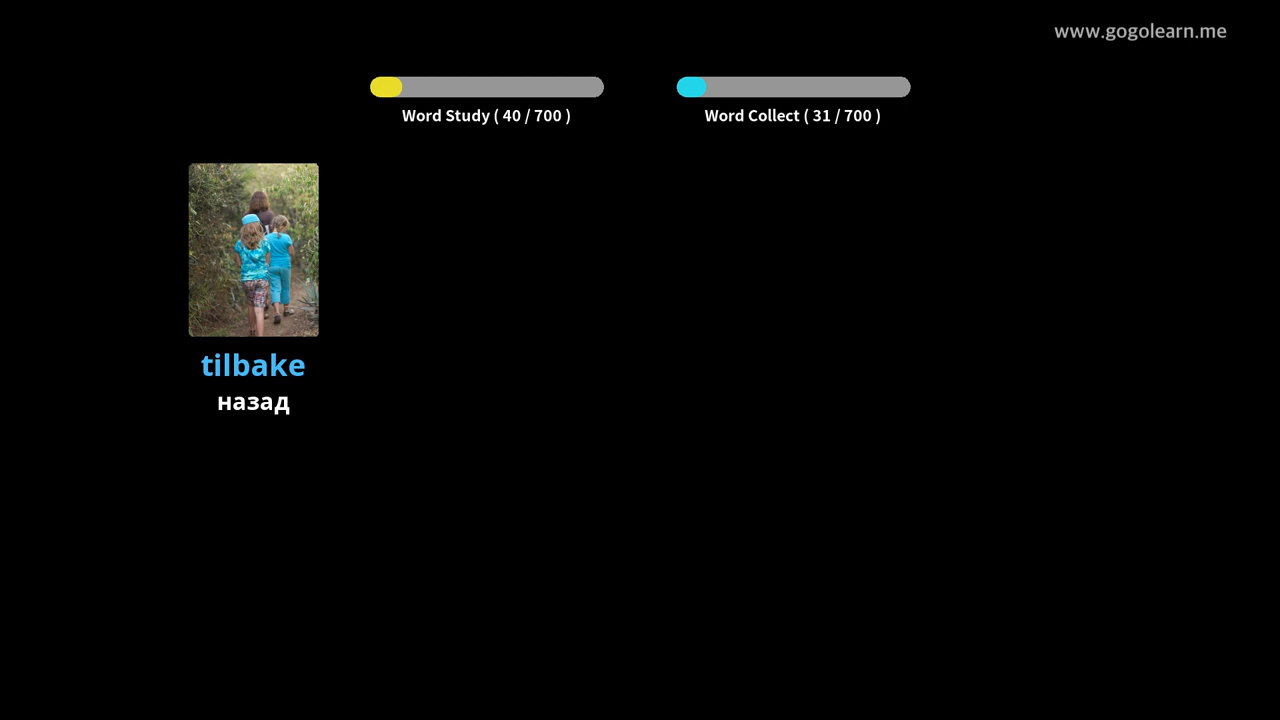 www.gogolearn.me
Word Study ( 40 / 700 )
Word Collect ( 31 / 700 )
tilbake
назад